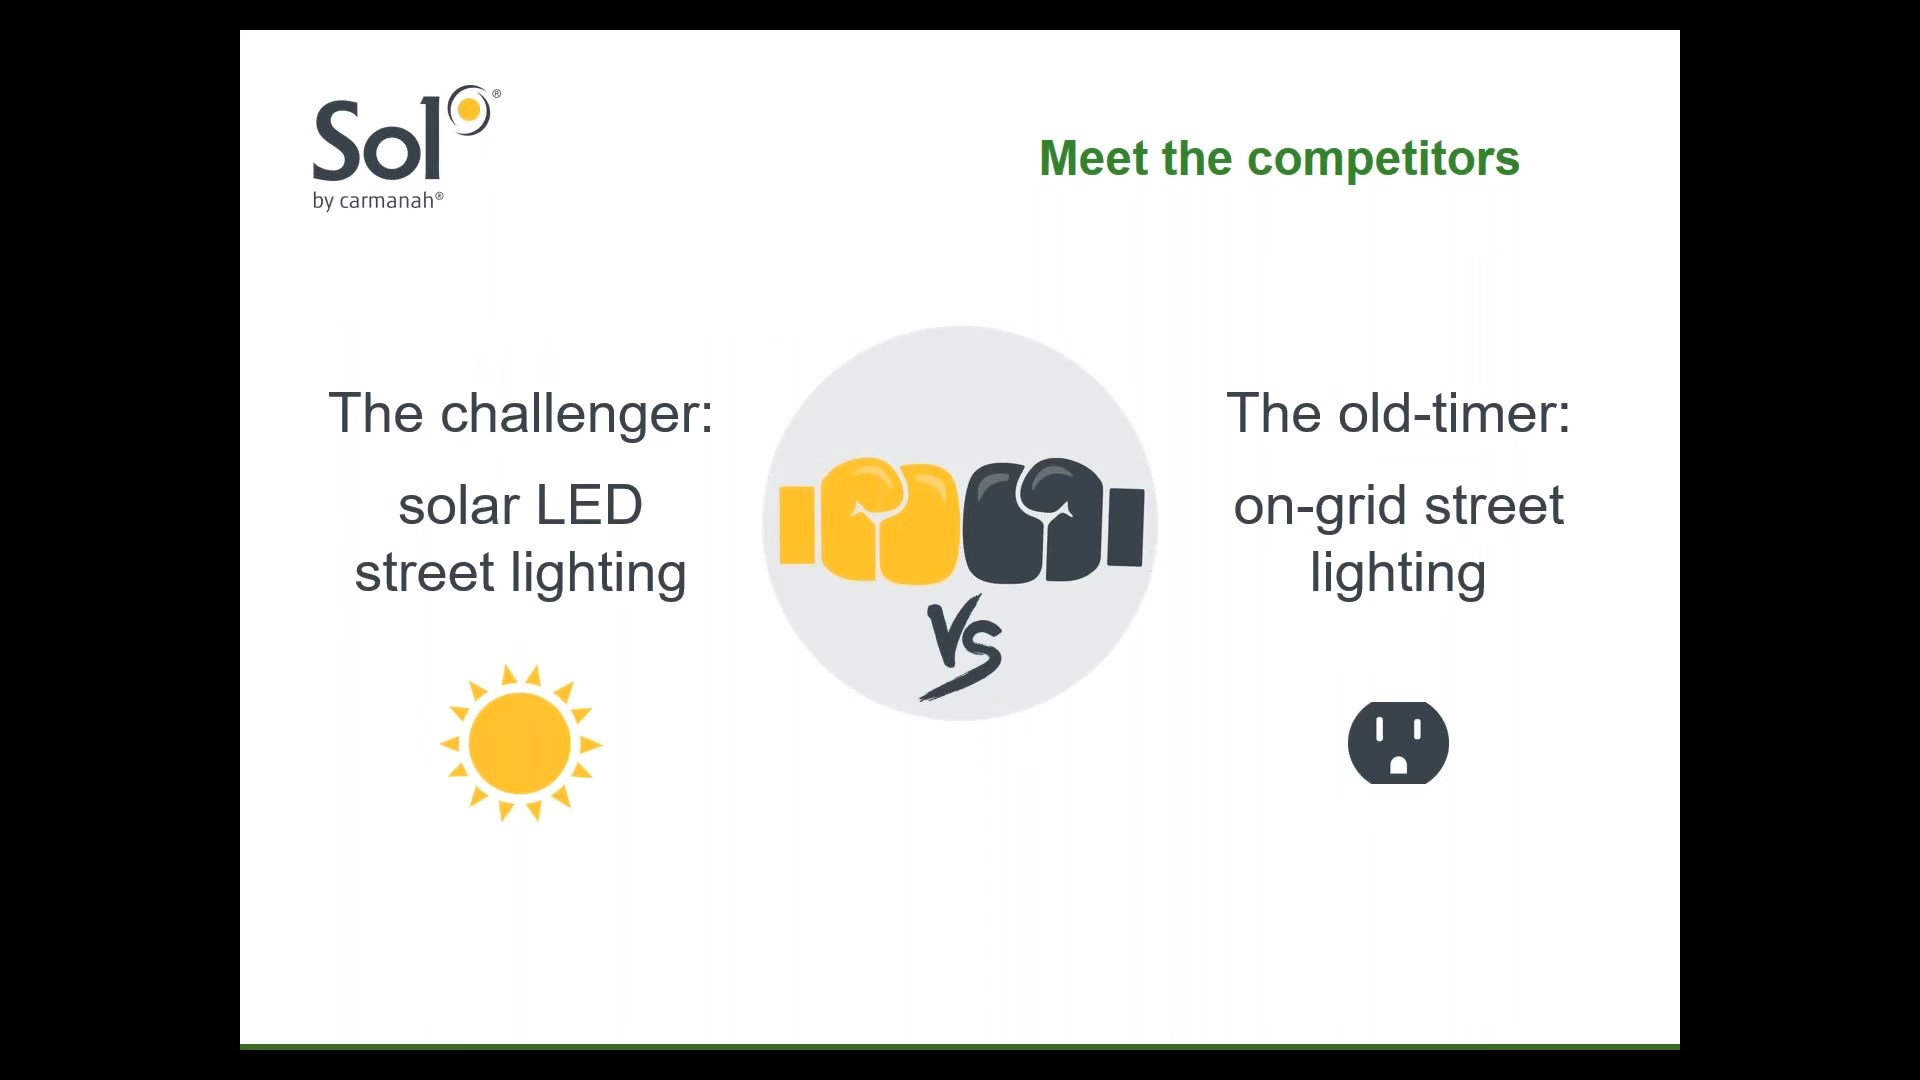 Sol®
by carmanah®
Meet the competitors
The challenger:
solar LED
street lighting
VS
The old-timer:
on-grid street
lighting